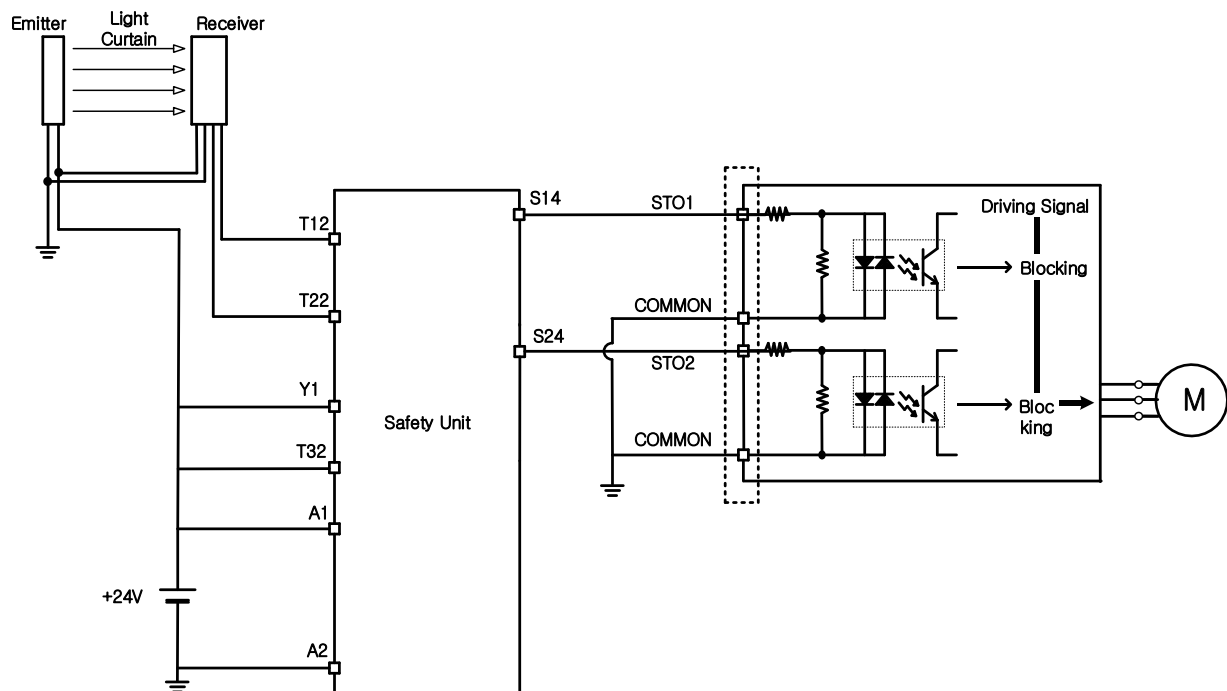 Emitter
Light
Curtain
Receiver
T12
T22
Y1
T32
A1
+24V
A2
Safety Unit
S14
S24
STO1
COMMON
STO2
COMMON
Driving Signal
Blocking
Bloc
king
M